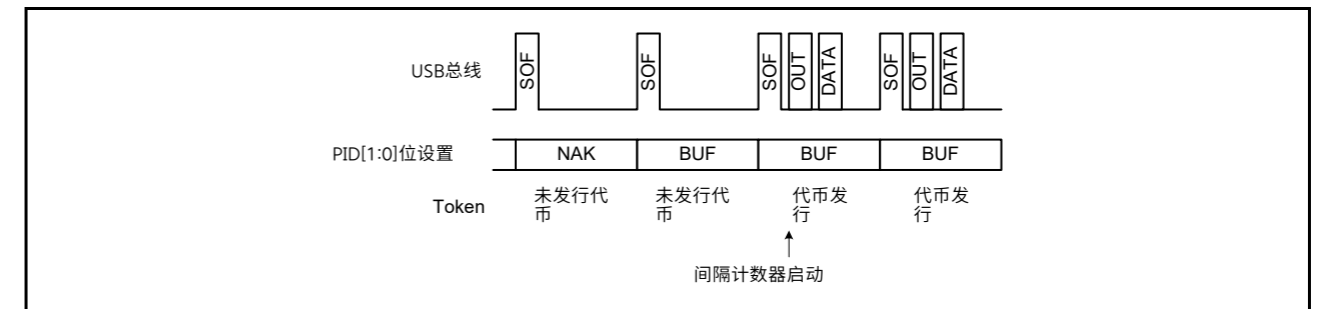 USB总线
SOF
SOF
SOF
OUT
DATA
SOF
OUT
DATA
PID[1:0]位设置
NAK
BUF
BUF
BUF
Token
未发行代
币
未发行代
币
代币发
行
代币发
行
间隔计数器启动